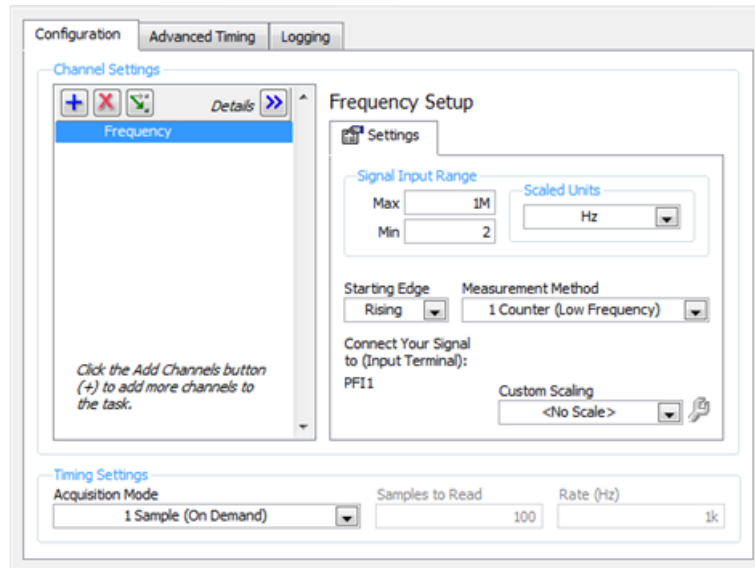 Configuration
Advanced Timing
Logging
Channel Settings
Details
Frequency
Click the Add Channels button
(+) to add more channels to
the task.
Frequency Setup
Settings
Signal Input Range
Max 1M
Min 2
Scaled Units
Hz
Starting Edge
Rising
Measurement Method
1 Counter (Low Frequency)
Connect Your Signal
to (Input Terminal):
PFI1
Custom Scaling
<No Scale>
Timing Settings
Acquisition Mode
1 Sample (On Demand)
Samples to Read
100
Rate (Hz)
1k